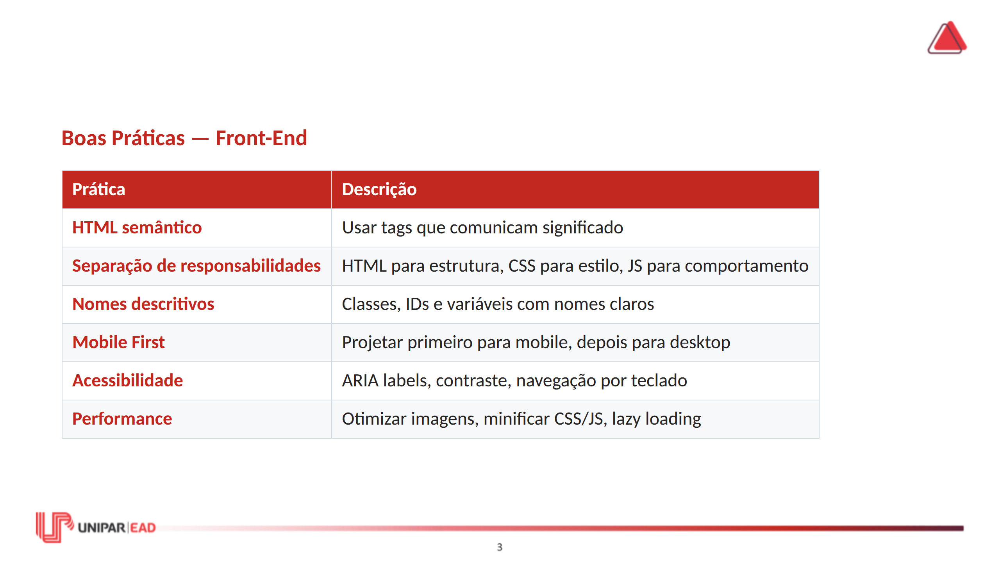 Boas Práticas — Front-End
Prática Descrição
HTML semântico Usar tags que comunicam significado
Separação de responsabilidades HTML para estrutura, CSS para estilo, JS para comportamento
Nomes descritivos Classes, IDs e variáveis com nomes claros
Mobile First Projetar primeiro para mobile, depois para desktop
Acessibilidade ARIA labels, contraste, navegação por teclado
Performance Otimizar imagens, minificar CSS/JS, lazy loading
UNIPAR|EAD
3